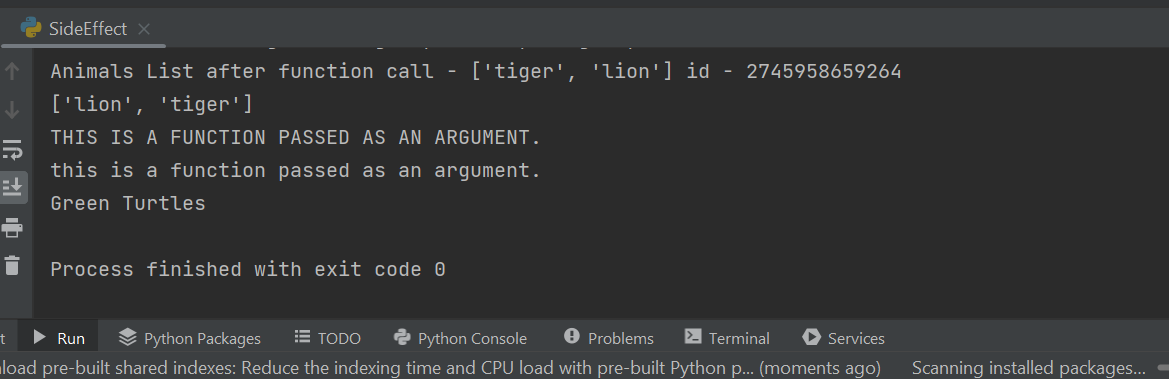 SideEffect
Animals List after function call - ['tiger', 'lion'] id - 2745958659264
['lion', 'tiger']
THIS IS A FUNCTION PASSED AS AN ARGUMENT.
this is a function passed as an argument.
Green Turtles
Process finished with exit code 0
t Run Python Packages TODO Python Console Problems Terminal Services
nload pre-built shared indexes: Reduce the indexing time and CPU load with pre-built Python p... (moments ago) Scanning installed packages...